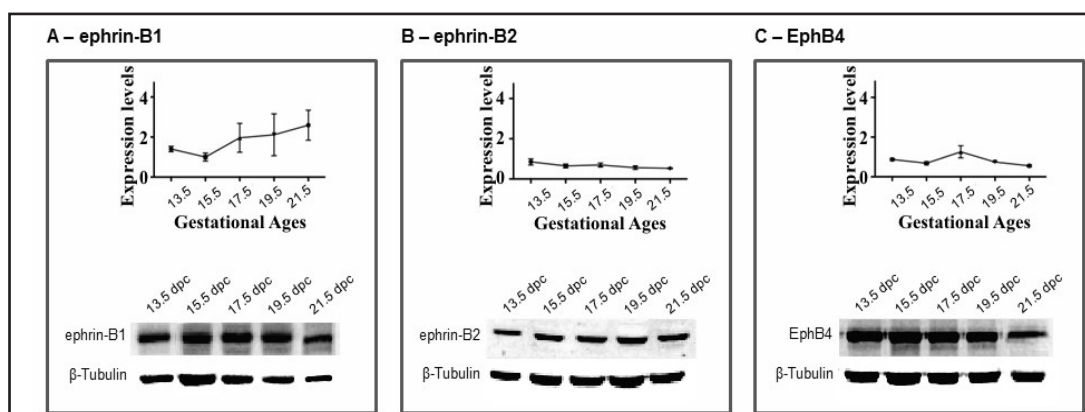 A – ephrin-B1
Expression levels
4
2
0
13.5 15.5 17.5 19.5 21.5
Gestational Ages
13.5 dpc 15.5 dpc 17.5 dpc 19.5 dpc 21.5 dpc
ephrin-B1
β-Tubulin
B – ephrin-B2
Expression levels
4
2
0
13.5 15.5 17.5 19.5 21.5
Gestational Ages
13.5 dpc 15.5 dpc 17.5 dpc 19.5 dpc 21.5 dpc
ephrin-B2
β-Tubulin
C – EphB4
Expression levels
4
2
0
13.5 15.5 17.5 19.5 21.5
Gestational Ages
13.5 dpc 15.5 dpc 17.5 dpc 19.5 dpc 21.5 dpc
EphB4
β-Tubulin